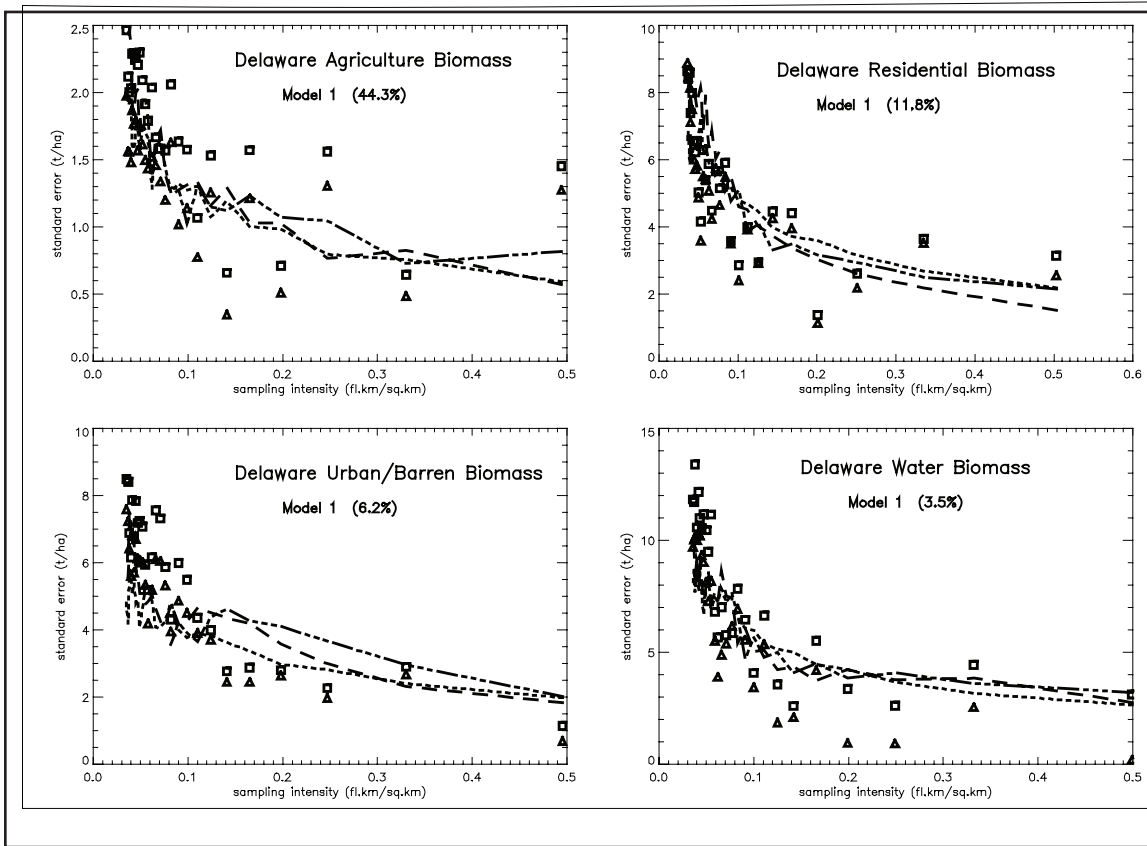 Delaware Agriculture Biomass
Model 1 (44.3%)
standard error (t/ha)
2.5
2.0
1.5
1.0
0.5
0.0
0.0 0.1 0.2 0.3 0.4 0.5
sampling intensity (fl.km/sq.km)
Delaware Residential Biomass
Model 1 (11.8%)
standard error (t/ha)
10
8
6
4
2
0
0.0 0.1 0.2 0.3 0.4 0.5 0.6
sampling intensity (fl.km/sq.km)
Delaware Urban/Barren Biomass
Model 1 (6.2%)
standard error (t/ha)
10
8
6
4
2
0
0.0 0.1 0.2 0.3 0.4 0.5
sampling intensity (fl.km/sq.km)
Delaware Water Biomass
Model 1 (3.5%)
standard error (t/ha)
15
10
5
0
0.0 0.1 0.2 0.3 0.4 0.5
sampling intensity (fl.km/sq.km)